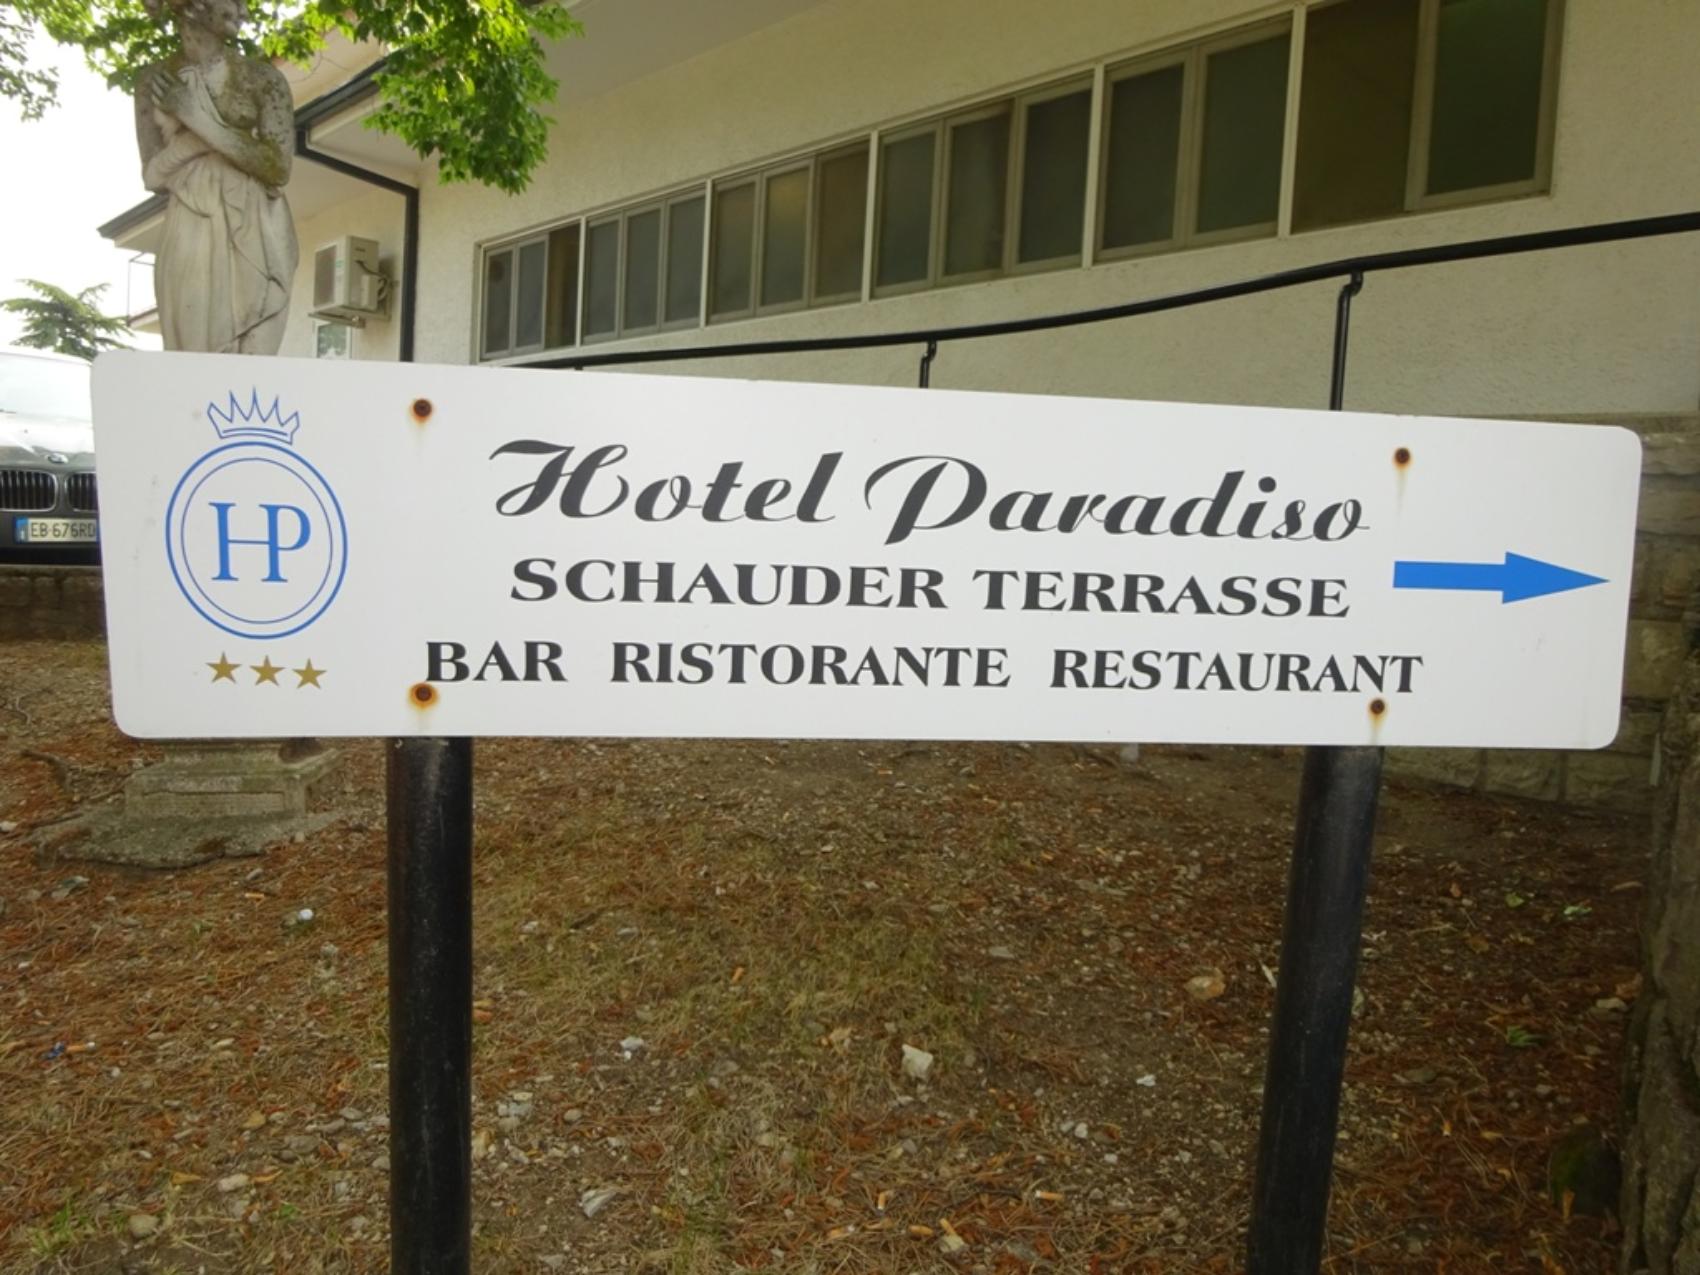 HP
Hotel Paradiso
SCHAUDER TERRASSE
BAR RISTORANTE RESTAURANT
EB 676RD